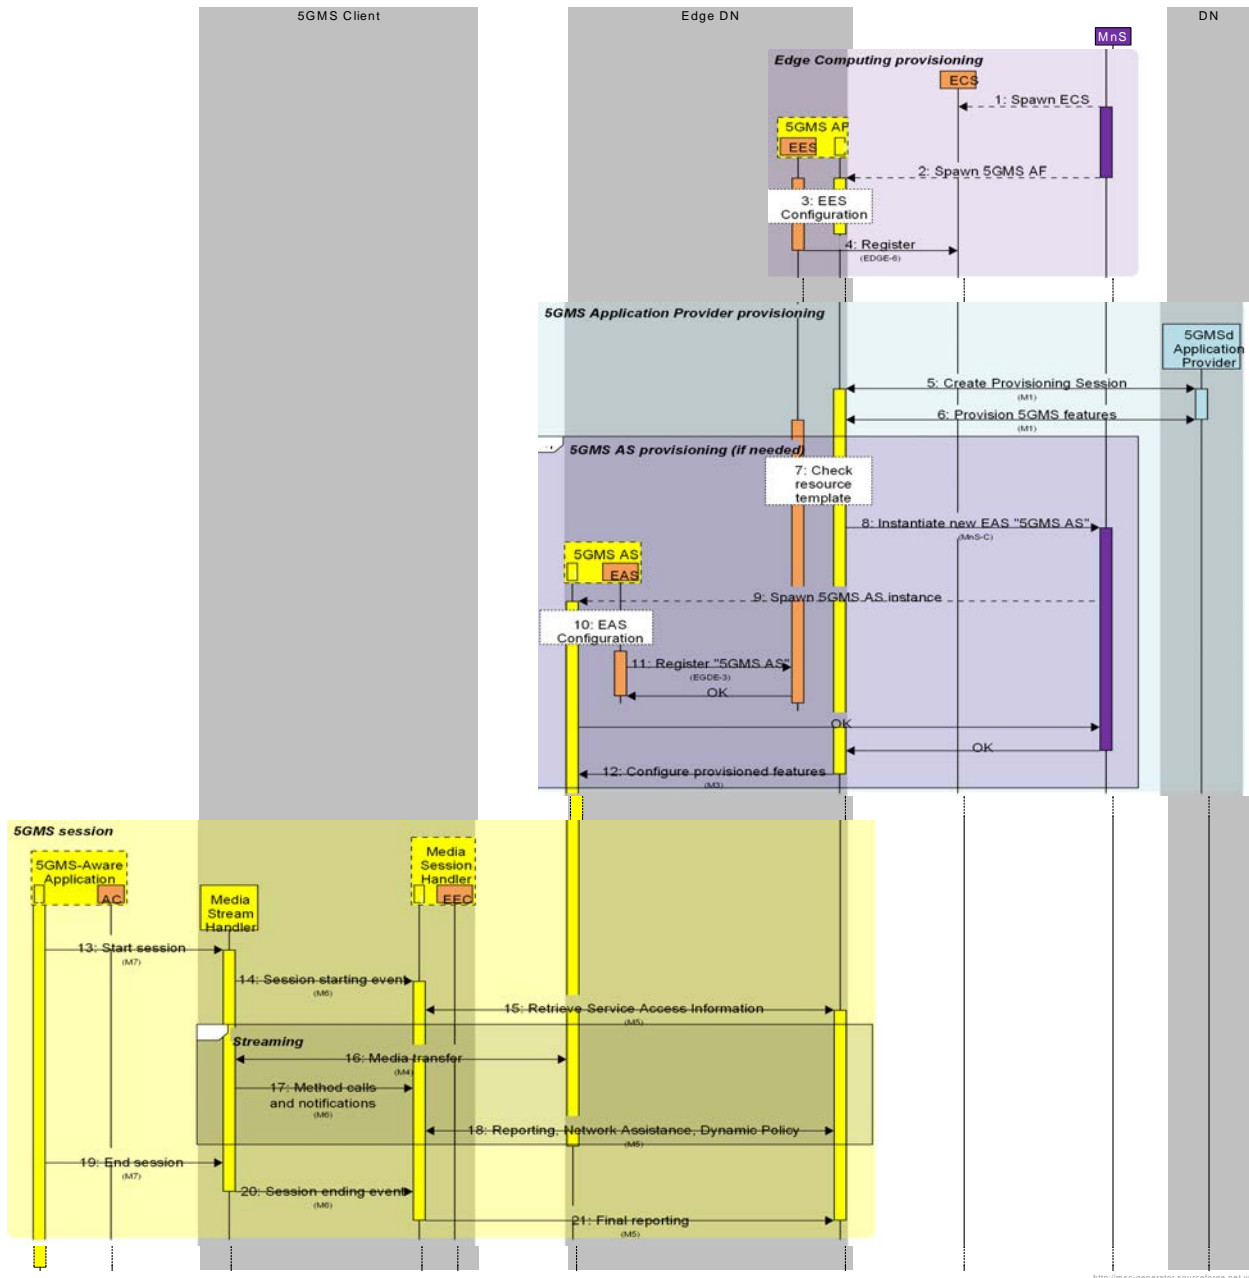 5GMS Client
Edge DN
DN
MnS
Edge Computing provisioning
ECS
1: Spawn ECS
5GMS AF
EES
2: Spawn 5GMS AF
3: EES
Configuration
4: Register
(EDGE-6)
5GMS Application Provider provisioning
5GMSd
Application
Provider
5: Create Provisioning Session
(M1)
6: Provision 5GMS features
(M1)
5GMS AS provisioning (if needed)
7: Check
resource
template
8: Instantiate new EAS "5GMS AS"
(MnS-C)
5GMS AS
EAS
9: Spawn 5GMS AS instance
10: EAS
Configuration
11: Register "5GMS AS"
(EGDE-3)
OK
OK
OK
12: Configure provisioned features
(M3)
5GMS session
5GMS-Aware
Application
AC
Media
Stream
Handler
Media
Session
Handler
EEC
13: Start session
(M7)
14: Session starting event
(M6)
15: Retrieve Service Access Information
(M5)
Streaming
16: Media transfer
(M4)
17: Method calls
and notifications
(M6)
18: Reporting, Network Assistance, Dynamic Policy
(M5)
19: End session
(M7)
20: Session ending event
(M6)
21: Final reporting
(M5)